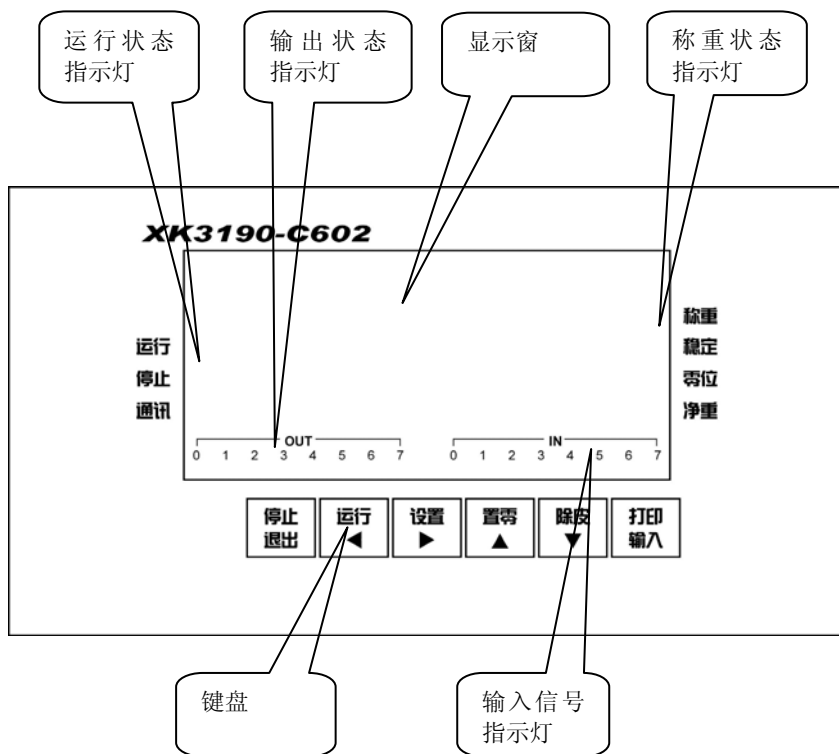 运行状态
指示灯
输出状态
指示灯
显示窗
称重状态
指示灯
XK3190-C602
运行
停止
通讯
称重
稳定
零位
净重
OUT
0 1 2 3 4 5 6 7
IN
0 1 2 3 4 5 6 7
停止
退出
运行
◀
设置
▶
置零
▲
除皮
▼
打印
输入
键盘
输入信号
指示灯